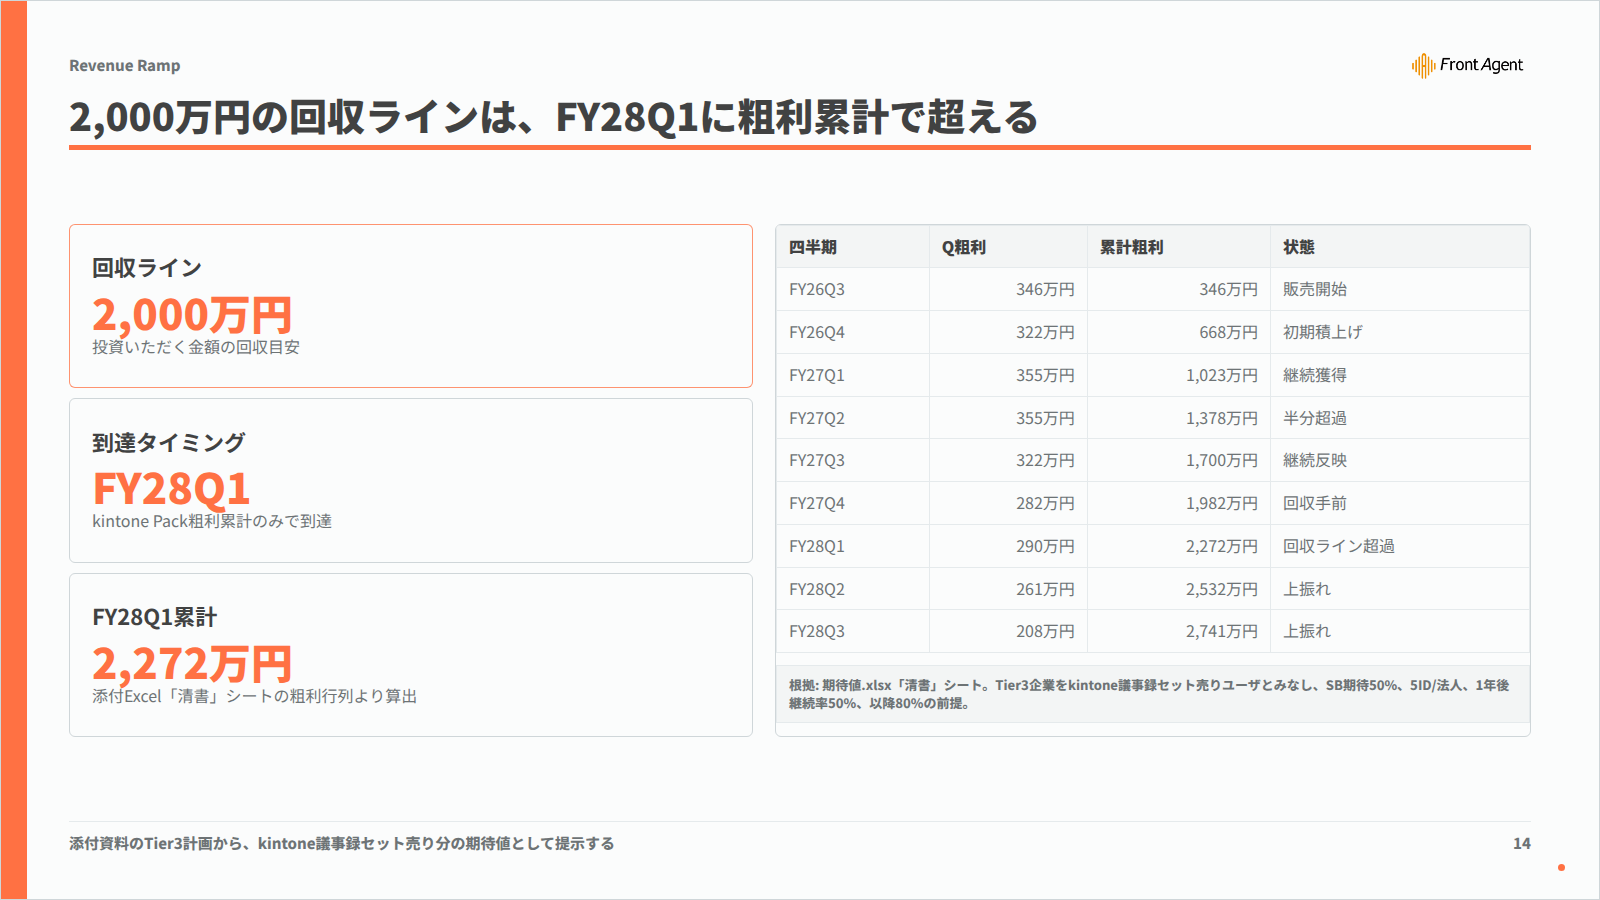 Revenue Ramp
Front Agent
2,000万円の回収ラインは、FY28Q1に粗利累計で超える
回収ライン
2,000万円
投資いただく金額の回収目安
到達タイミング
FY28Q1
kintone Pack粗利累計のみで到達
FY28Q1累計
2,272万円
添付Excel「清書」シートの粗利行列より算出
四半期 Q粗利 累計粗利 状態
FY26Q3 346万円 346万円 販売開始
FY26Q4 322万円 668万円 初期積上げ
FY27Q1 355万円 1,023万円 継続獲得
FY27Q2 355万円 1,378万円 半分超過
FY27Q3 322万円 1,700万円 継続反映
FY27Q4 282万円 1,982万円 回収手前
FY28Q1 290万円 2,272万円 回収ライン超過
FY28Q2 261万円 2,532万円 上振れ
FY28Q3 208万円 2,741万円 上振れ
根拠: 期待値.xlsx「清書」シート。Tier3企業をkintone議事録セット売りユーザとみなし、SB期待50%、5ID/法人、1年後
継続率50%、以降80%の前提。
添付資料のTier3計画から、kintone議事録セット売り分の期待値として提示する
14